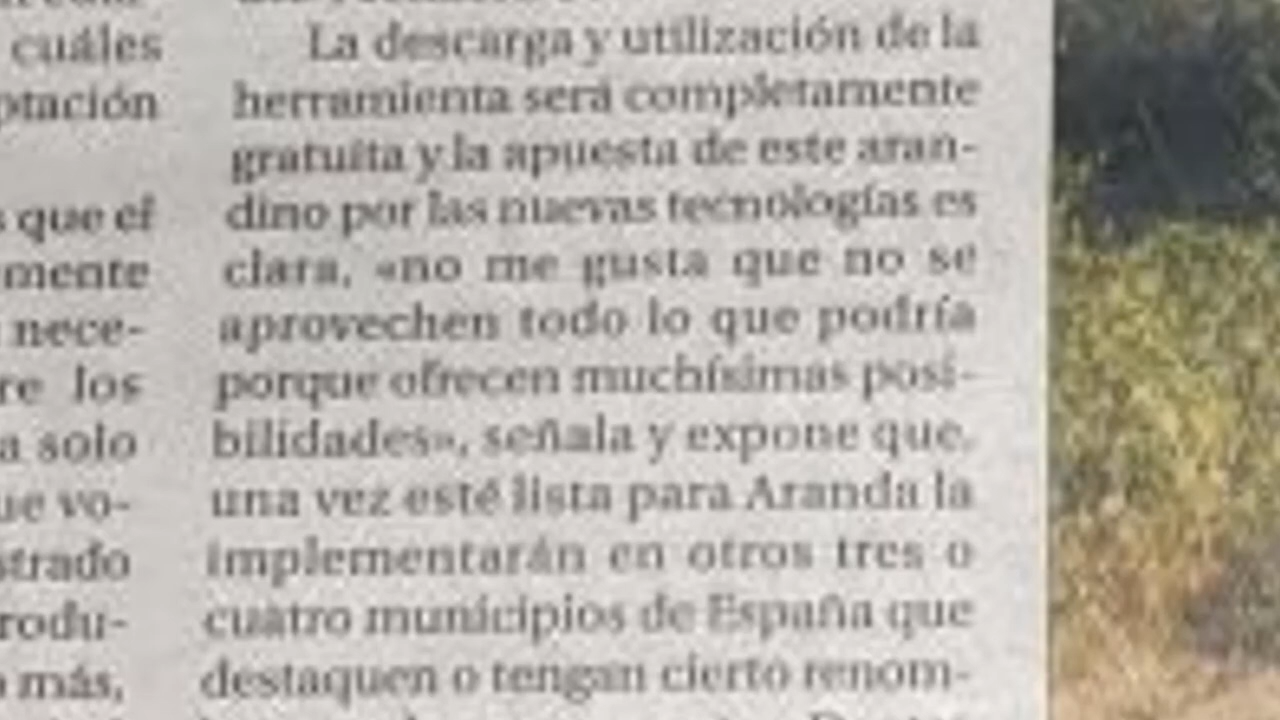 cuáles
ptación
que el
mente
nece-
re los
a solo
ue vo-
strado
rodu-
más,
La descarga y utilización de la
herramienta será completamente
gratuita y la apuesta de este aran-
dino por las nuevas tecnologías es
clara, «no me gusta que no se
aprovechen todo lo que podría
porque ofrecen muchísimas posi-
bilidades», señala y expone que,
una vez esté lista para Aranda la
implementarán en otros tres o
cuatro municipios de España que
destaquen o tengan cierto renom-